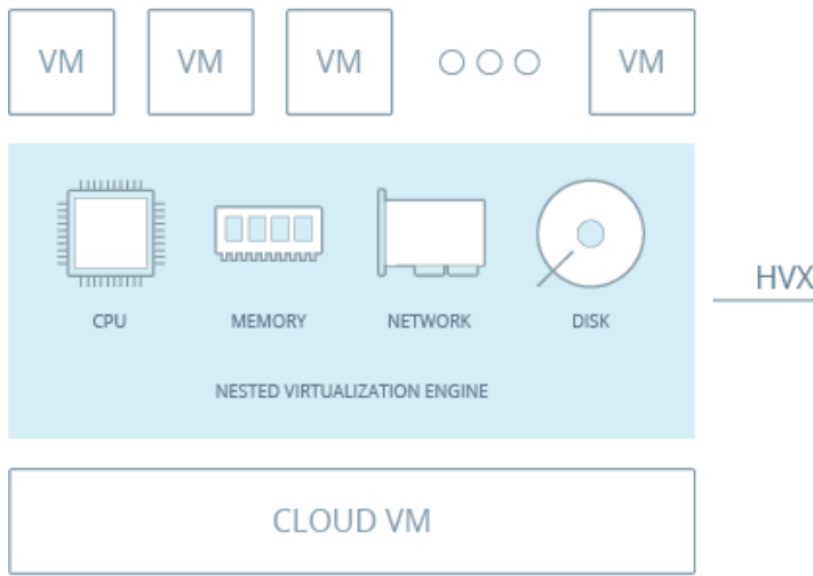 VM VM VM VM
HVX
CPU MEMORY NETWORK DISK
NESTED VIRTUALIZATION ENGINE
CLOUD VM